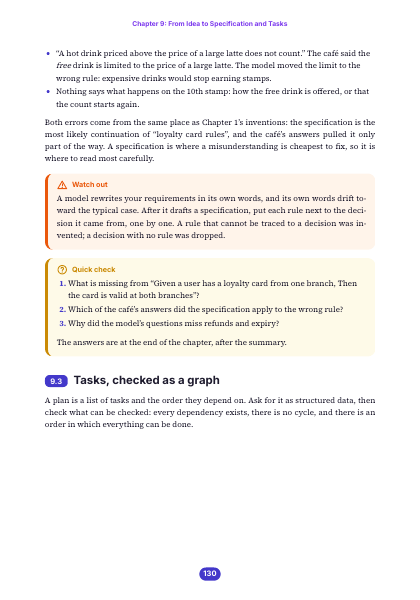 Chapter 9: From Idea to Specification and Tasks
• “A hot drink priced above the price of a large latte does not count.” The café said the
free drink is limited to the price of a large latte. The model moved the limit to the
wrong rule: expensive drinks would stop earning stamps.
• Nothing says what happens on the 10th stamp: how the free drink is offered, or that
the count starts again.
Both errors come from the same place as Chapter 1’s inventions: the specification is the
most likely continuation of “loyalty card rules”, and the café’s answers pulled it only
part of the way. A specification is where a misunderstanding is cheapest to fix, so it is
where to read most carefully.
Watch out
A model rewrites your requirements in its own words, and its own words drift to-
ward the typical case. After it drafts a specification, put each rule next to the deci-
sion it came from, one by one. A rule that cannot be traced to a decision was in-
vented; a decision with no rule was dropped.
Quick check
1. What is missing from “Given a user has a loyalty card from one branch, Then
the card is valid at both branches”?
2. Which of the café’s answers did the specification apply to the wrong rule?
3. Why did the model’s questions miss refunds and expiry?
The answers are at the end of the chapter, after the summary.
9.3 Tasks, checked as a graph
A plan is a list of tasks and the order they depend on. Ask for it as structured data, then
check what can be checked: every dependency exists, there is no cycle, and there is an
order in which everything can be done.
130